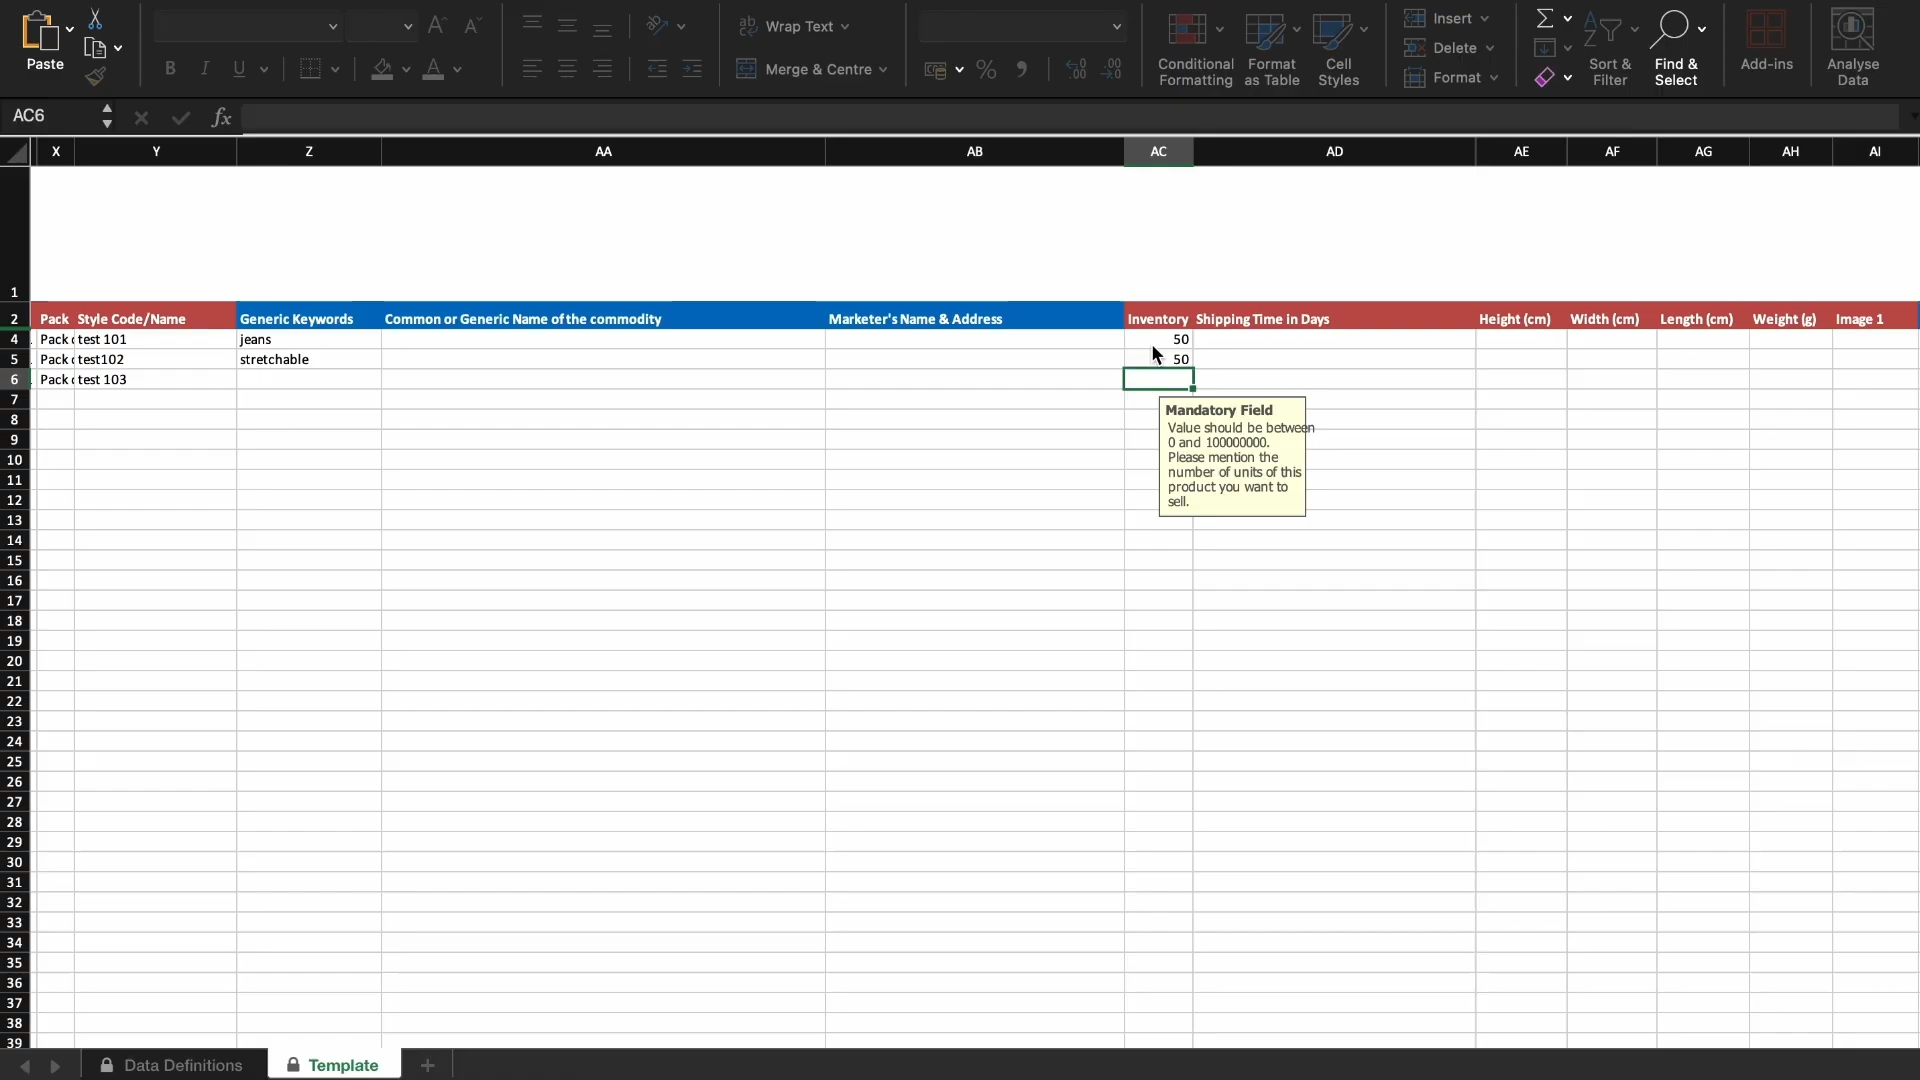 Paste
Wrap Text
Merge & Centre
Conditional Formatting
Format as Table
Cell Styles
Insert
Delete
Format
Sort & Filter
Find & Select
Add-ins
Analyse Data
AC6
fx
X Y Z AA AB AC AD AE AF AG AH AI
1
2 Pack Style Code/Name Generic Keywords Common or Generic Name of the commodity Marketer's Name & Address Inventory Shipping Time in Days Height (cm) Width (cm) Length (cm) Weight (g) Image 1
4 Pack test 101 jeans 50
5 Pack test102 stretchable 50
6 Pack test 103
7
Mandatory Field
8
Value should be between
9
0 and 100000000.
10
Please mention the
11
number of units of this
12
product you want to
sell.
13
14
15
16
17
18
19
20
21
22
23
24
25
26
27
28
29
30
31
32
33
34
35
36
37
38
39
Data Definitions
Template